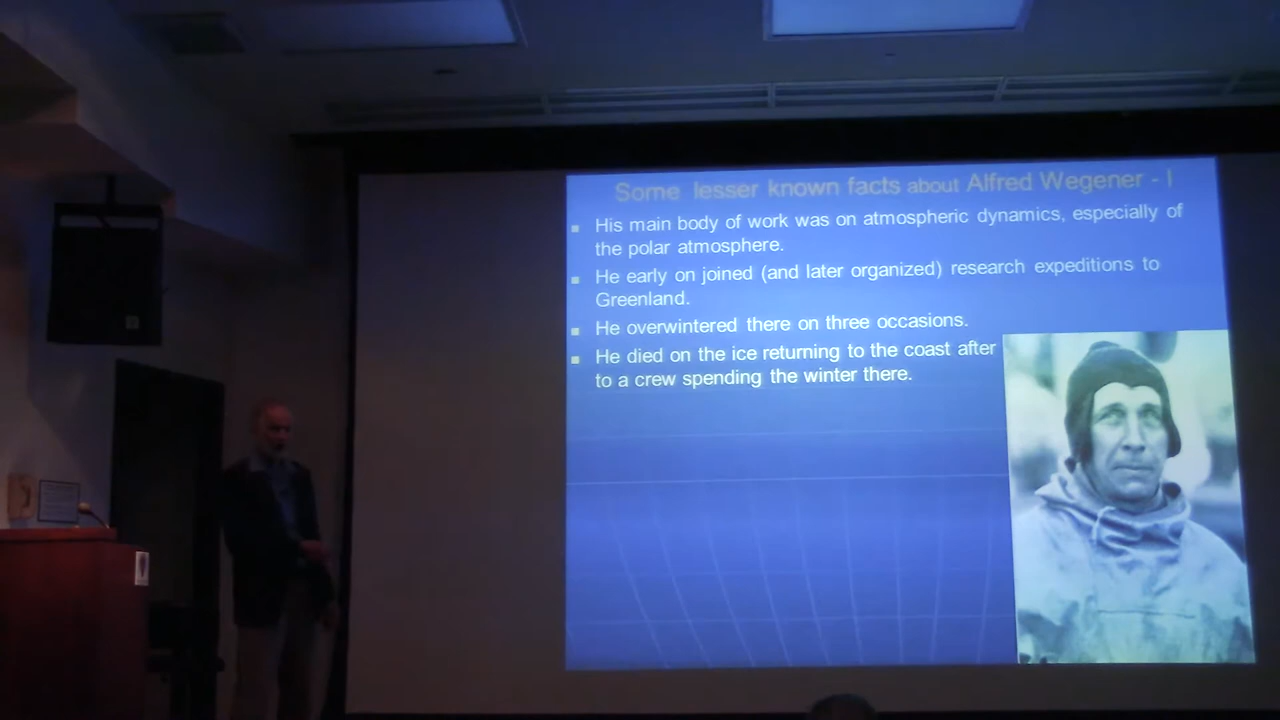 Some lesser known facts about Alfred Wegener - I
His main body of work was on atmospheric dynamics, especially of
the polar atmosphere.
He early on joined (and later organized) research expeditions to
Greenland.
He overwintered there on three occasions.
He died on the ice returning to the coast after
to a crew spending the winter there.